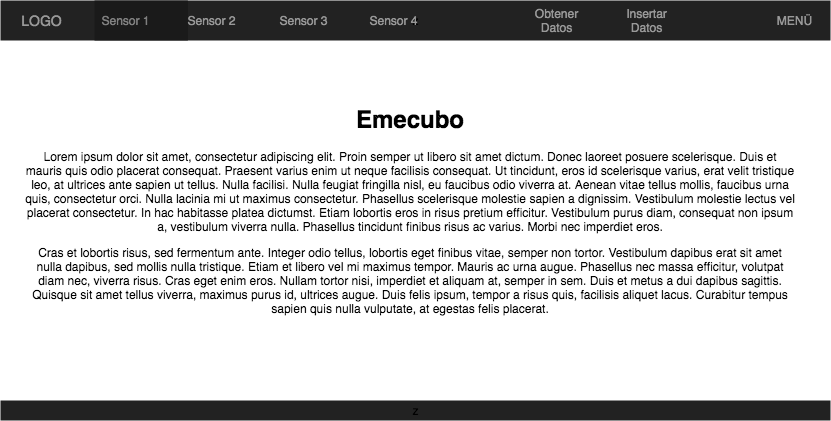 LOGO Sensor 1 Sensor 2 Sensor 3 Sensor 4 Obtener Datos Insertar Datos MENÜ
Emecubo
Lorem ipsum dolor sit amet, consectetur adipiscing elit. Proin semper ut libero sit amet dictum. Donec laoreet posuere scelerisque. Duis et
mauris quis odio placerat consequat. Praesent varius enim ut neque facilisis consequat. Ut tincidunt, eros id scelerisque varius, erat velit tristique
leo, at ultrices ante sapien ut tellus. Nulla facilisi. Nulla feugiat fringilla nisl, eu faucibus odio viverra at. Aenean vitae tellus mollis, faucibus urna
quis, consectetur orci. Nulla lacinia mi ut maximus consectetur. Phasellus scelerisque molestie sapien a dignissim. Vestibulum molestie lectus vel
placerat consectetur. In hac habitasse platea dictumst. Etiam lobortis eros in risus pretium efficitur. Vestibulum purus diam, consequat non ipsum
a, vestibulum viverra nulla. Phasellus tincidunt finibus risus ac varius. Morbi nec imperdiet eros.
Cras et lobortis risus, sed fermentum ante. Integer odio tellus, lobortis eget finibus vitae, semper non tortor. Vestibulum dapibus erat sit amet
nulla dapibus, sed mollis nulla tristique. Etiam et libero vel mi maximus tempor. Mauris ac urna augue. Phasellus nec massa efficitur, volutpat
diam nec, viverra risus. Cras eget enim eros. Nullam tortor nisi, imperdiet et aliquam at, semper in sem. Duis et metus a dui dapibus sagittis.
Quisque sit amet tellus viverra, maximus purus id, ultrices augue. Duis felis ipsum, tempor a risus quis, facilisis aliquet lacus. Curabitur tempus
sapien quis nulla vulputate, at egestas felis placerat.
z